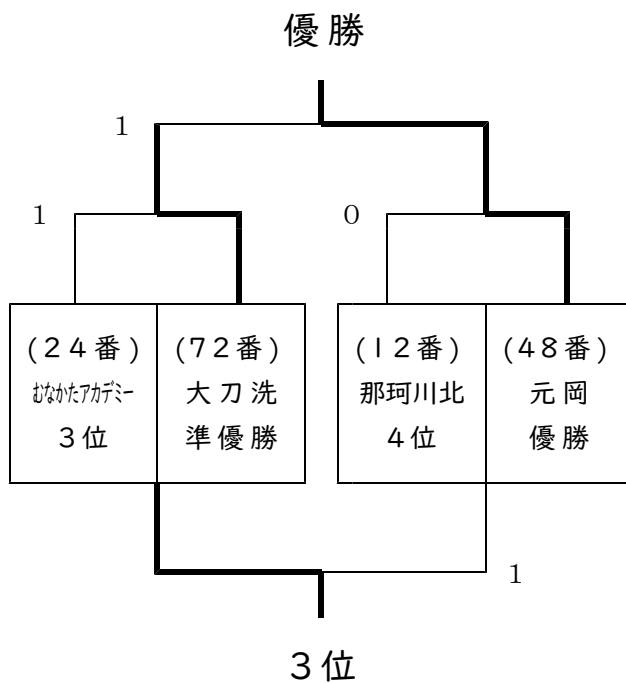 優勝
1
1
0
(24番)
むなかたアカデミー
3位
(72番)
大刀洗
準優勝
(12番)
那珂川北
4位
(48番)
元岡
優勝
1
3位